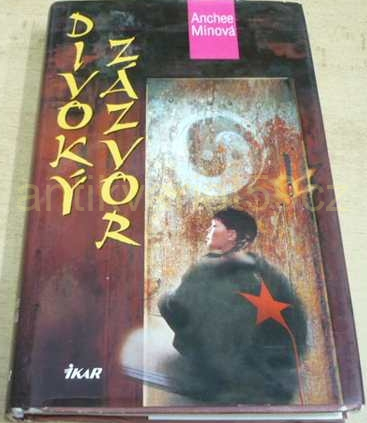 Anchee
Minová
DIVOKÝ
ZÁZVOR
IKAR